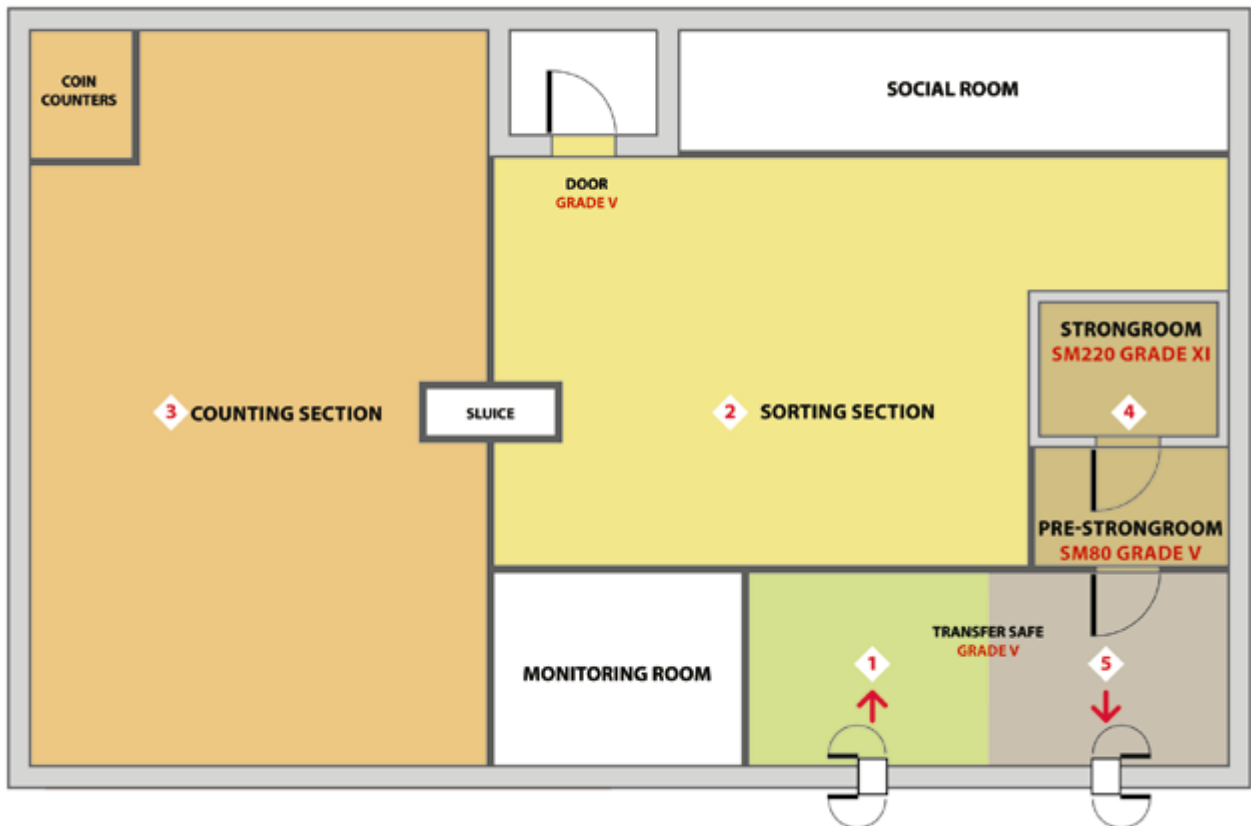 COIN
COUNTERS
SOCIAL ROOM
DOOR
GRADE V
STRONGROOM
SM220 GRADE XI
3 COUNTING SECTION
SLUICE
2 SORTING SECTION
4
PRE-STRONGROOM
SM80 GRADE V
MONITORING ROOM
TRANSFER SAFE
GRADE V
1
5